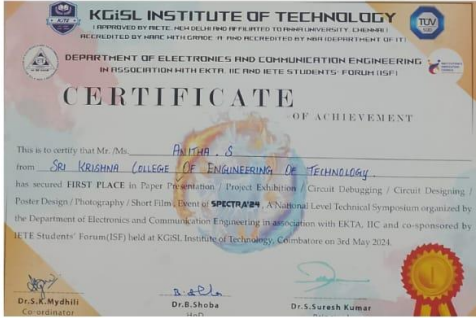 KGiSL INSTITUTE OF TECHNOLOGY
( APPROVED BY AICTE, NEW DELHI AND AFFILIATED TO ANNA UNIVERSITY, CHENNAI )
ACCREDITED BY NAAC WITH GRADE 'A' AND ACCREDITED BY NBA (DEPARTMENT OF IT)
DEPARTMENT OF ELECTRONICS AND COMMUNICATION ENGINEERING
IN ASSOCIATION WITH EKTA, IIC AND IETE STUDENTS' FORUM (ISF)
CERTIFICATE
OF ACHIEVEMENT
This is to certify that Mr. /Ms. ANITHA . S
from SRI KRISHNA COLLEGE OF ENGINEERING OF TECHNOLOGY
has secured FIRST PLACE in Paper Presentation / Project Exhibition / Circuit Debugging / Circuit Designing /
Poster Design / Photography / Short Film , Event of SPECTRA'24 , A National Level Technical Symposium organized by
the Department of Electronics and Communication Engineering in association with EKTA, IIC and co-sponsored by
IETE Students' Forum(ISF) held at KGiSL Institute of Technology, Coimbatore on 3rd May 2024.
Dr.S.K.Mydhili
Co-ordinator
Dr.B.Shoba
HoD
Dr.S.Suresh Kumar
TÜV